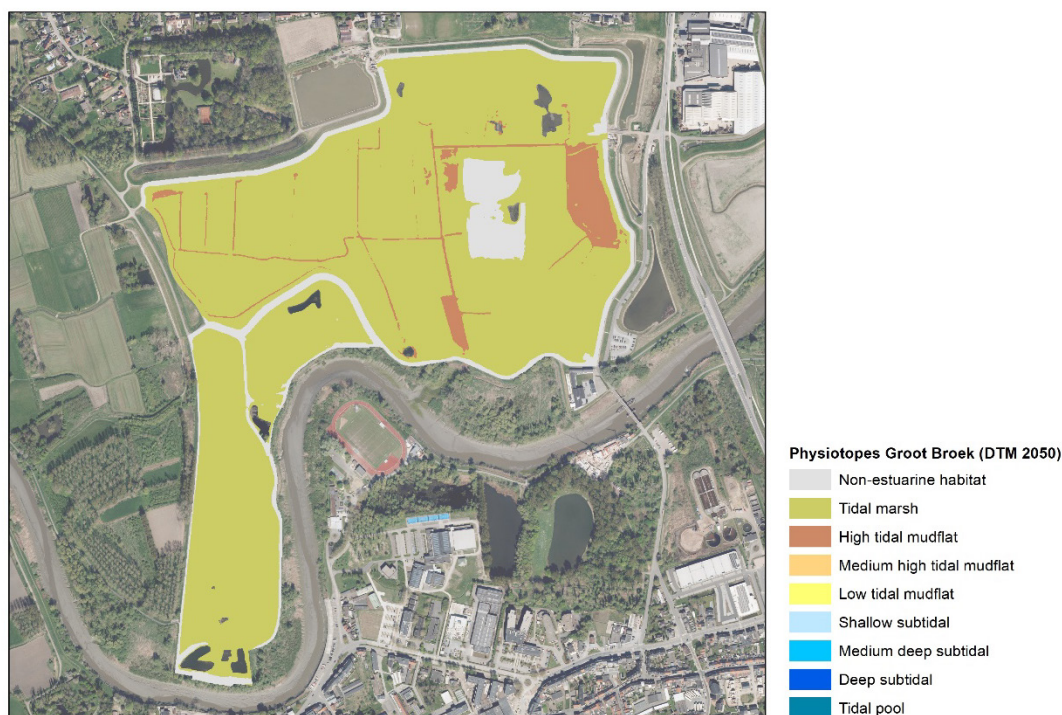 Physiotopes Groot Broek (DTM 2050)
Non-estuarine habitat
Tidal marsh
High tidal mudflat
Medium high tidal mudflat
Low tidal mudflat
Shallow subtidal
Medium deep subtidal
Deep subtidal
Tidal pool